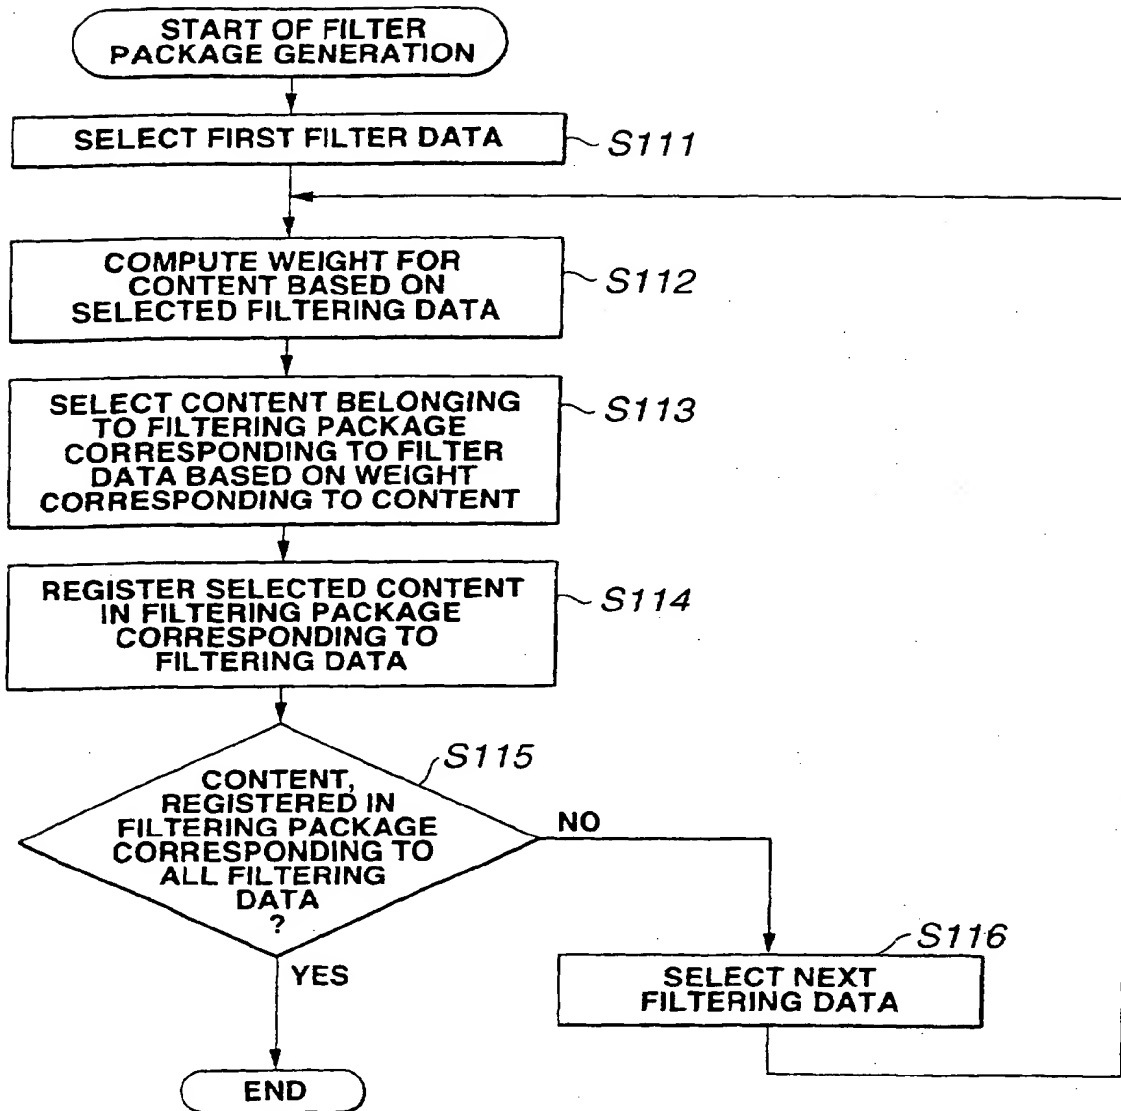 START OF FILTER
PACKAGE GENERATION
SELECT FIRST FILTER DATA
S111
COMPUTE WEIGHT FOR
CONTENT BASED ON
SELECTED FILTERING DATA
S112
SELECT CONTENT BELONGING
TO FILTERING PACKAGE
CORRESPONDING TO FILTER
DATA BASED ON WEIGHT
CORRESPONDING TO CONTENT
S113
REGISTER SELECTED CONTENT
IN FILTERING PACKAGE
CORRESPONDING TO
FILTERING DATA
S114
S115
CONTENT,
REGISTERED IN
FILTERING PACKAGE
CORRESPONDING TO
ALL FILTERING
DATA
?
NO
S116
SELECT NEXT
FILTERING DATA
YES
END